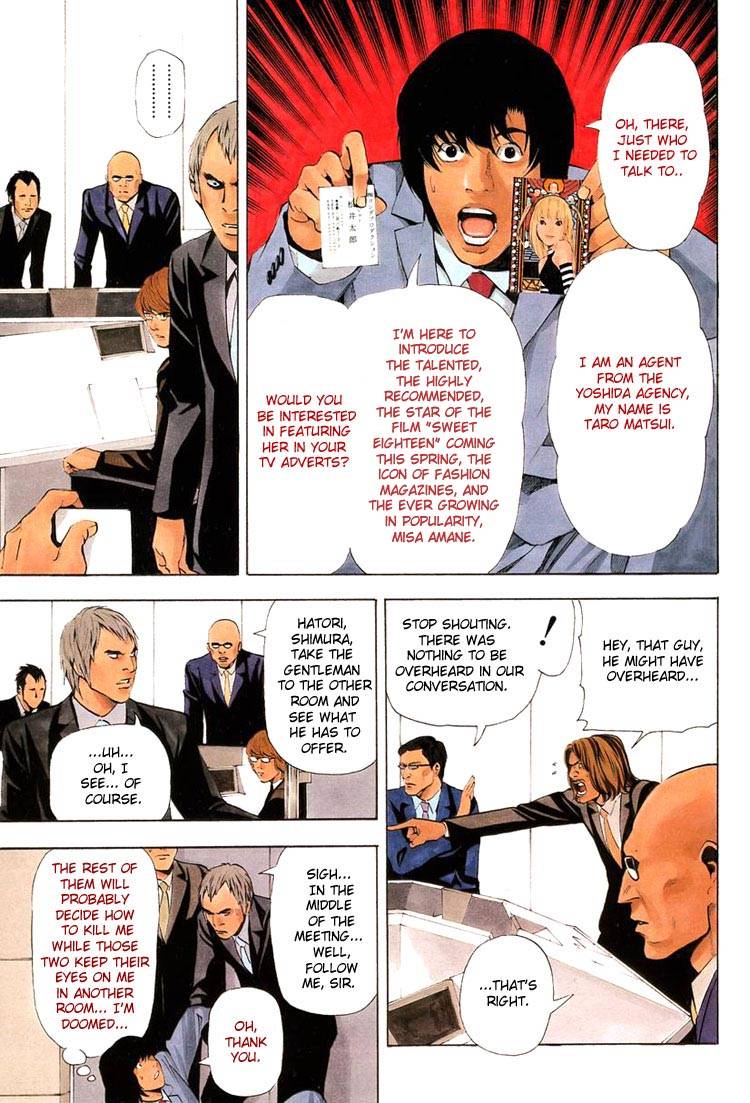 OH, THERE,
JUST WHO
I NEEDED TO
TALK TO..
I AM AN AGENT
FROM THE
YOSHIDA AGENCY,
MY NAME IS
TARO MATSUI.
I'M HERE TO
INTRODUCE
THE TALENTED,
THE HIGHLY
RECOMMENDED,
THE STAR OF THE
FILM "SWEET
EIGHTEEN" COMING
THIS SPRING, THE
ICON OF FASHION
MAGAZINES, AND
THE EVER GROWING
IN POPULARITY,
MISA AMANE.
WOULD YOU
BE INTERESTED
IN FEATURING
HER IN YOUR
TV ADVERTS?
松井太郎
.........
HEY, THAT GUY,
HE MIGHT HAVE
OVERHEARD...
!
STOP SHOUTING.
THERE WAS
NOTHING TO BE
OVERHEARD IN OUR
CONVERSATION.
...THAT'S
RIGHT.
HATORI,
SHIMURA,
TAKE THE
GENTLEMAN
TO THE OTHER
ROOM AND
SEE WHAT
HE HAS TO
OFFER.
...UH...
OH, I
SEE... OF
COURSE.
SIGH...
IN THE
MIDDLE
OF THE
MEETING...
WELL,
FOLLOW
ME, SIR.
OH,
THANK
YOU.
THE REST OF
THEM WILL
PROBABLY
DECIDE HOW
TO KILL ME
WHILE THOSE
TWO KEEP THEIR
EYES ON ME
IN ANOTHER
ROOM... I'M
DOOMED...